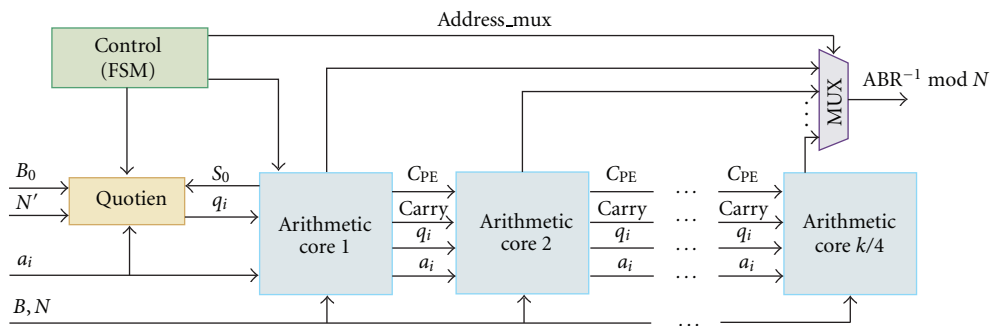 Address_mux
Control
(FSM)
MUX
ABR⁻¹ mod N
B₀
N′
Quotien
S₀
qᵢ
Arithmetic
core 1
C_PE
Carry
qᵢ
aᵢ
Arithmetic
core 2
C_PE
Carry
qᵢ
aᵢ
...
...
...
...
C_PE
Carry
qᵢ
aᵢ
Arithmetic
core k/4
aᵢ
B, N
...